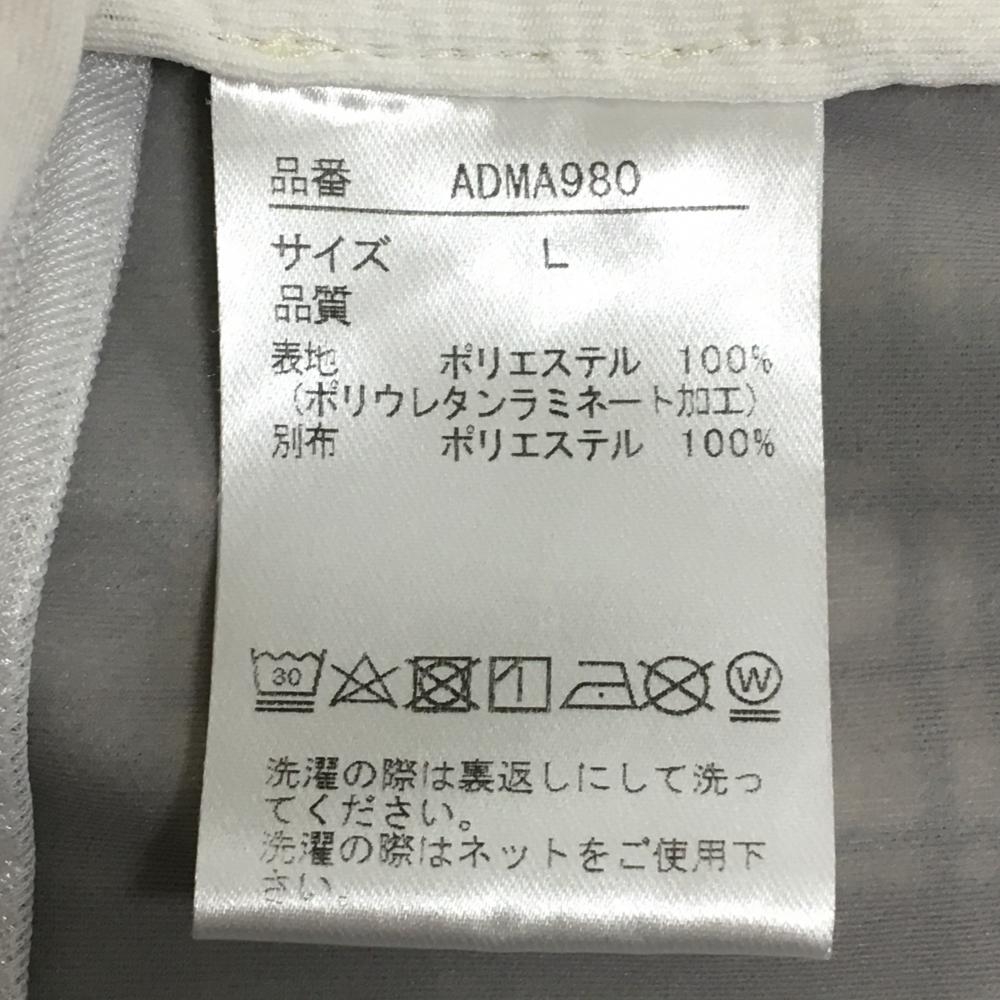 品番 ADMA980
サイズ L
品質
表地 ポリエステル 100%
(ポリウレタンラミネート加工)
別布 ポリエステル 100%
30 W
洗濯の際は裏返しにして洗っ
てください。
洗濯の際はネットをご使用下
さい。